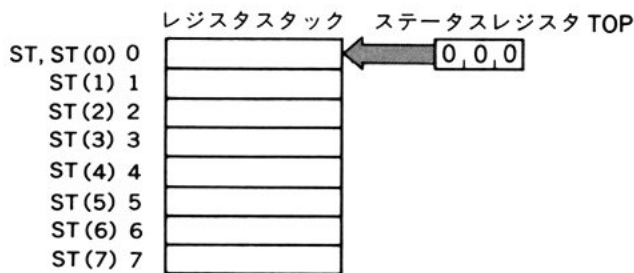 レジスタスタック ステータスレジスタ TOP
ST, ST(0) 0 0 0 0
ST(1) 1
ST(2) 2
ST(3) 3
ST(4) 4
ST(5) 5
ST(6) 6
ST(7) 7